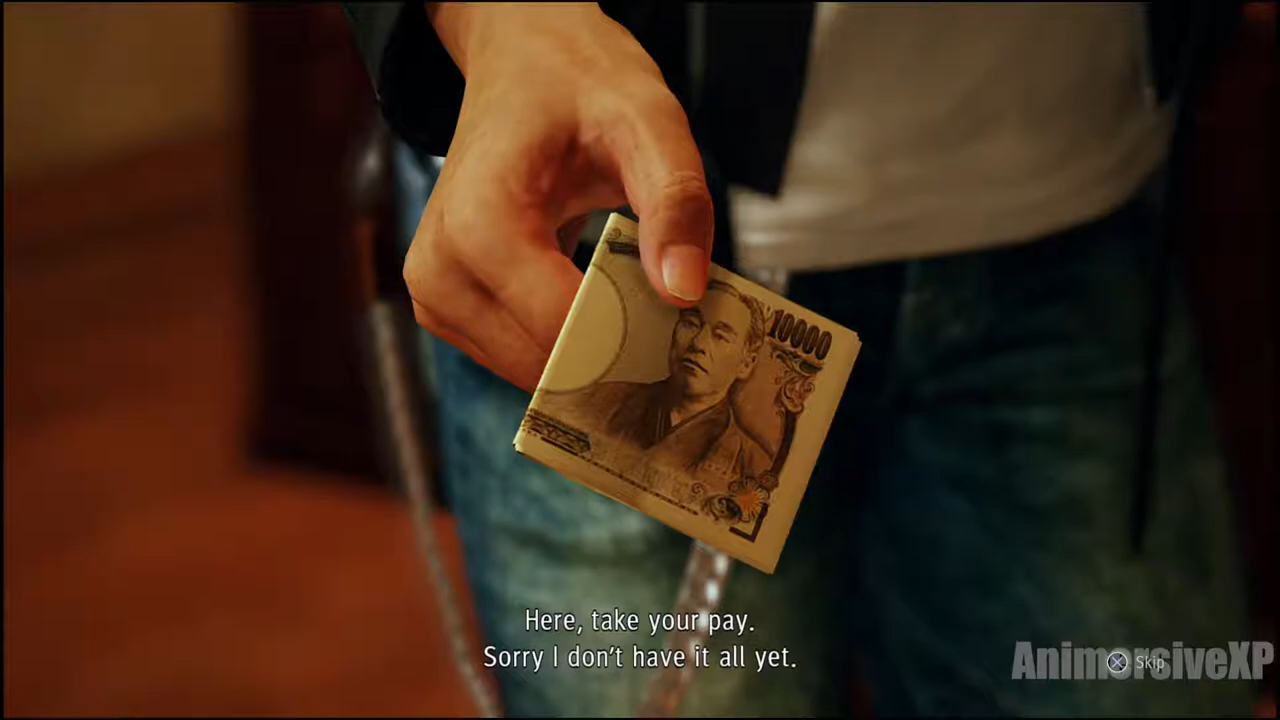 10000
Here, take your pay.
Sorry I don't have it all yet.
Skip
AnimorsiveXP